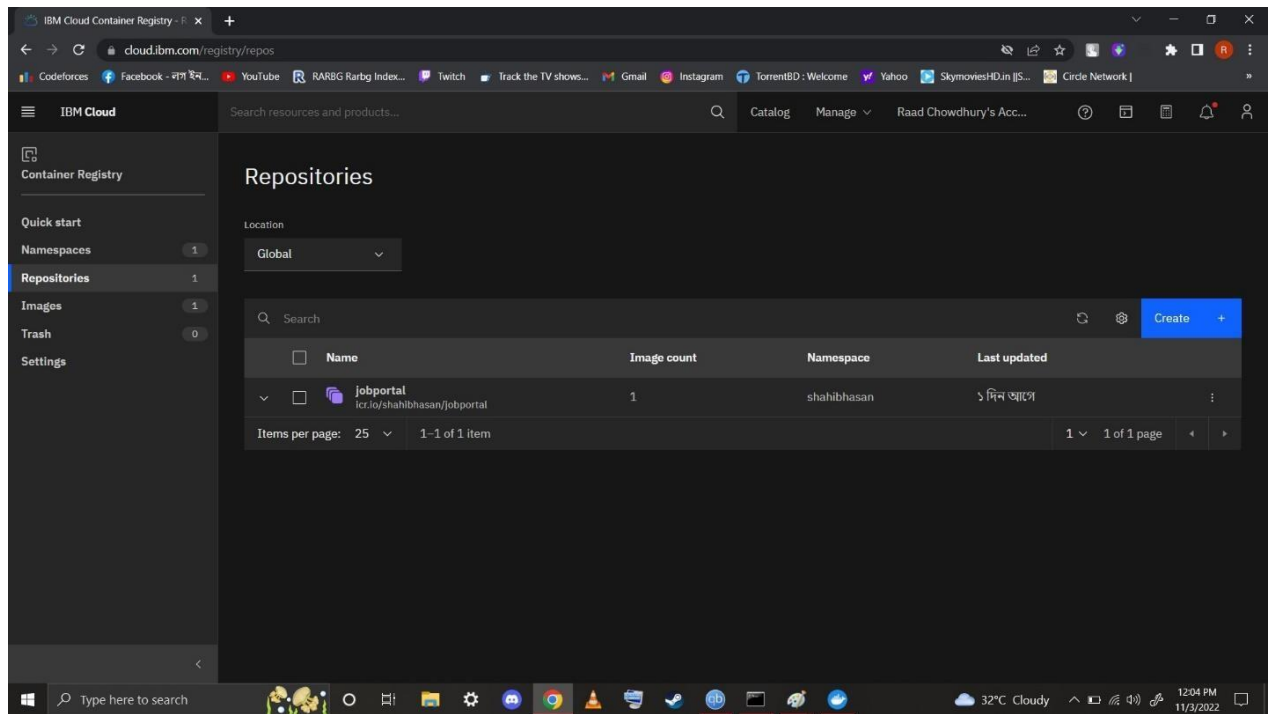 IBM Cloud Container Registry - R
cloud.ibm.com/registry/repos
Codeforces Facebook - লগ ইন... YouTube RARBG Rarbg Index... Twitch Track the TV shows... Gmail Instagram TorrentBD : Welcome Yahoo SkymoviesHD.in ||S... Circle Network |
IBM Cloud Search resources and products... Catalog Manage Raad Chowdhury's Acc...
Container Registry
Quick start
Namespaces 1
Repositories 1
Images 1
Trash 0
Settings
Repositories
Location
Global
Search Create +
Name Image count Namespace Last updated
jobportal 1 shahibhasan ১ দিন আগে
icr.io/shahibhasan/jobportal
Items per page: 25 1–1 of 1 item 1 1 of 1 page
Type here to search qb 32°C Cloudy 12:04 PM
11/3/2022